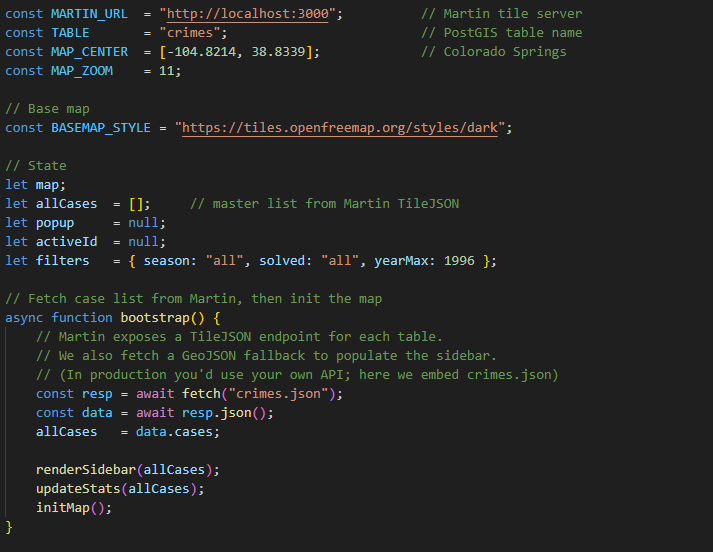 const MARTIN_URL  = "http://localhost:3000";          // Martin tile server
const TABLE       = "crimes";                         // PostGIS table name
const MAP_CENTER  = [-104.8214, 38.8339];             // Colorado Springs
const MAP_ZOOM    = 11;

// Base map
const BASEMAP_STYLE = "https://tiles.openfreemap.org/styles/dark";

// State
let map;
let allCases  = [];     // master list from Martin TileJSON
let popup     = null;
let activeId  = null;
let filters   = { season: "all", solved: "all", yearMax: 1996 };

// Fetch case list from Martin, then init the map
async function bootstrap() {
    // Martin exposes a TileJSON endpoint for each table.
    // We also fetch a GeoJSON fallback to populate the sidebar.
    // (In production you'd use your own API; here we embed crimes.json)
    const resp = await fetch("crimes.json");
    const data = await resp.json();
    allCases   = data.cases;

    renderSidebar(allCases);
    updateStats(allCases);
    initMap();
}